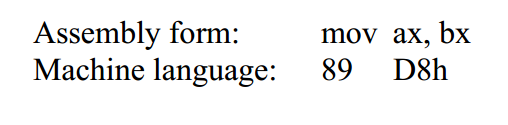 Assembly form: mov ax, bx
Machine language: 89 D8h